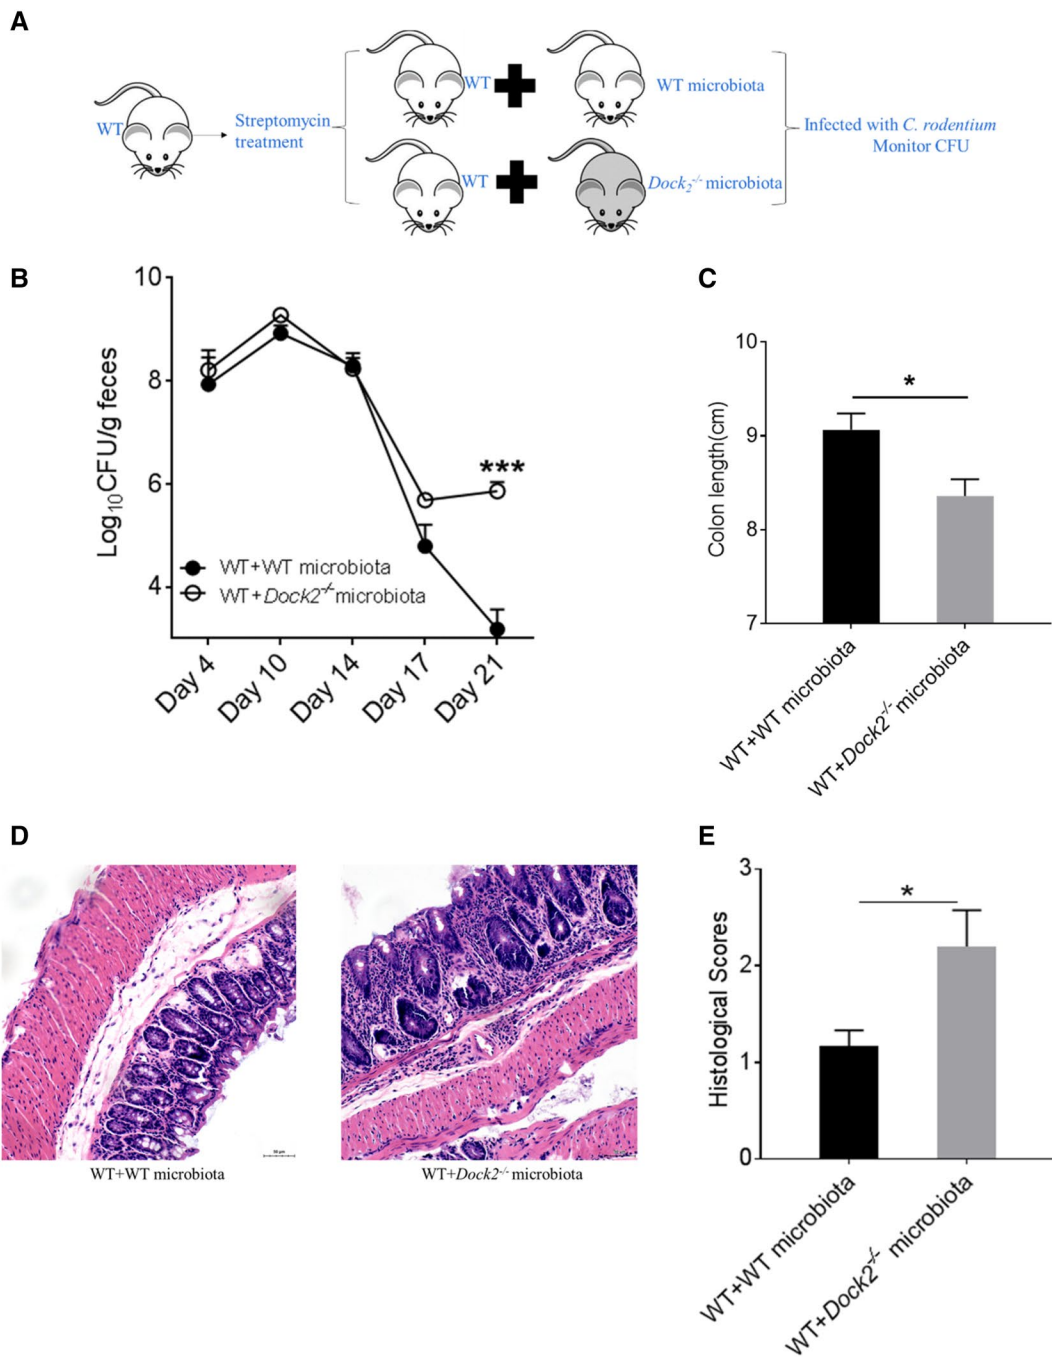 A
WT
Streptomycin
treatment
WT
WT microbiota
WT
Dock2-/- microbiota
Infected with C. rodentium
Monitor CFU
B
10
8
6
4
Log10CFU/g feces
***
WT+WT microbiota
WT+Dock2-/-microbiota
Day 4
Day 10
Day 14
Day 17
Day 21
C
10
9
8
7
Colon length(cm)
*
WT+WT microbiota
WT+Dock2-/-microbiota
D
50 μm
WT+WT microbiota
WT+Dock2-/- microbiota
E
3
2
1
0
Histological Scores
*
WT+WT microbiota
WT+Dock2-/- microbiota